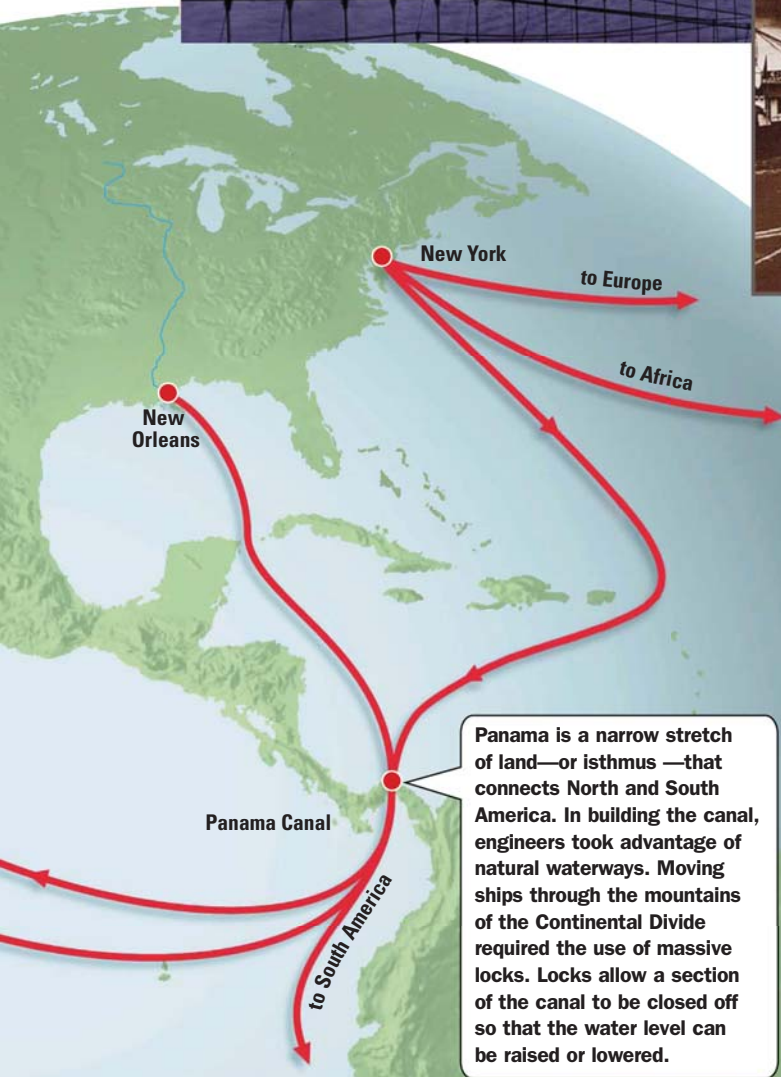 New York
to Europe
to Africa
New
Orleans
Panama Canal
to South America
Panama is a narrow stretch
of land—or isthmus —that
connects North and South
America. In building the canal,
engineers took advantage of
natural waterways. Moving
ships through the mountains
of the Continental Divide
required the use of massive
locks. Locks allow a section
of the canal to be closed off
so that the water level can
be raised or lowered.